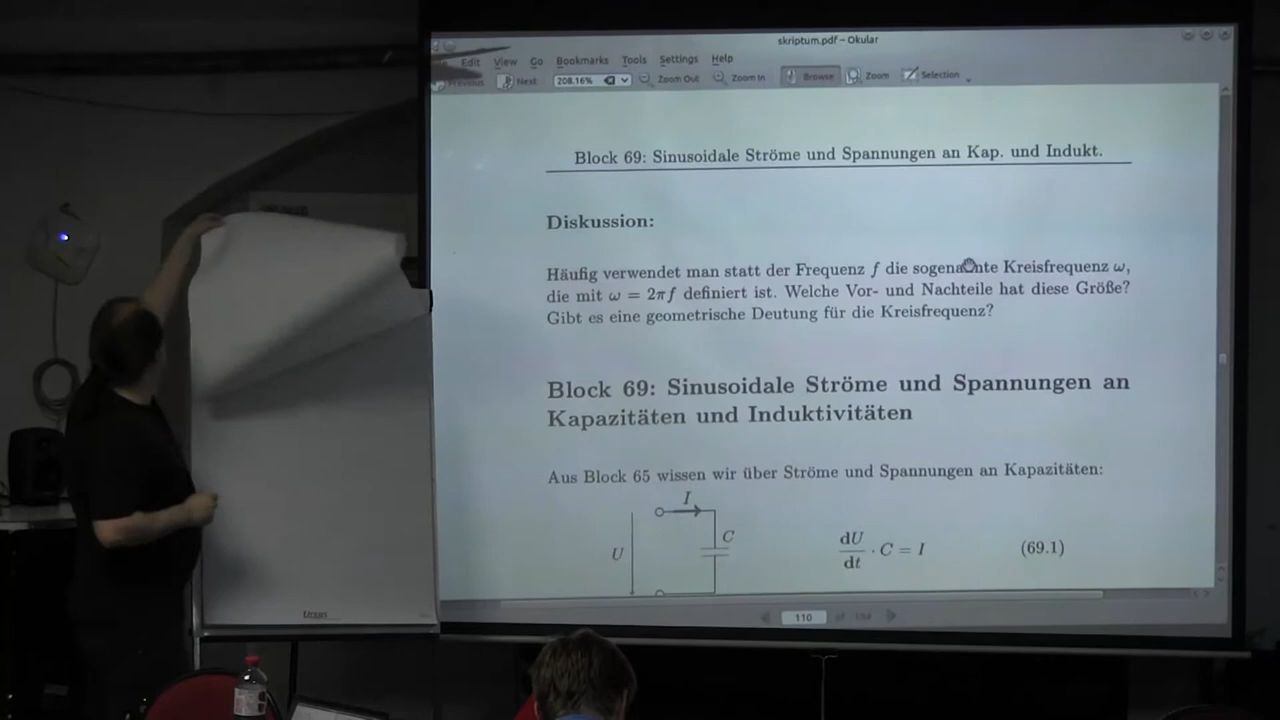 skriptum.pdf – Okular
Edit View Go Bookmarks Tools Settings Help
Previous Next 208.16% Zoom Out Zoom In Browse Zoom Selection
Block 69: Sinusoidale Ströme und Spannungen an Kap. und Indukt.
Diskussion:
Häufig verwendet man statt der Frequenz f die sogenannte Kreisfrequenz ω,
die mit ω = 2πf definiert ist. Welche Vor- und Nachteile hat diese Größe?
Gibt es eine geometrische Deutung für die Kreisfrequenz?
Block 69: Sinusoidale Ströme und Spannungen an
Kapazitäten und Induktivitäten
Aus Block 65 wissen wir über Ströme und Spannungen an Kapazitäten:
I
U C
dU/dt · C = I (69.1)
110 of